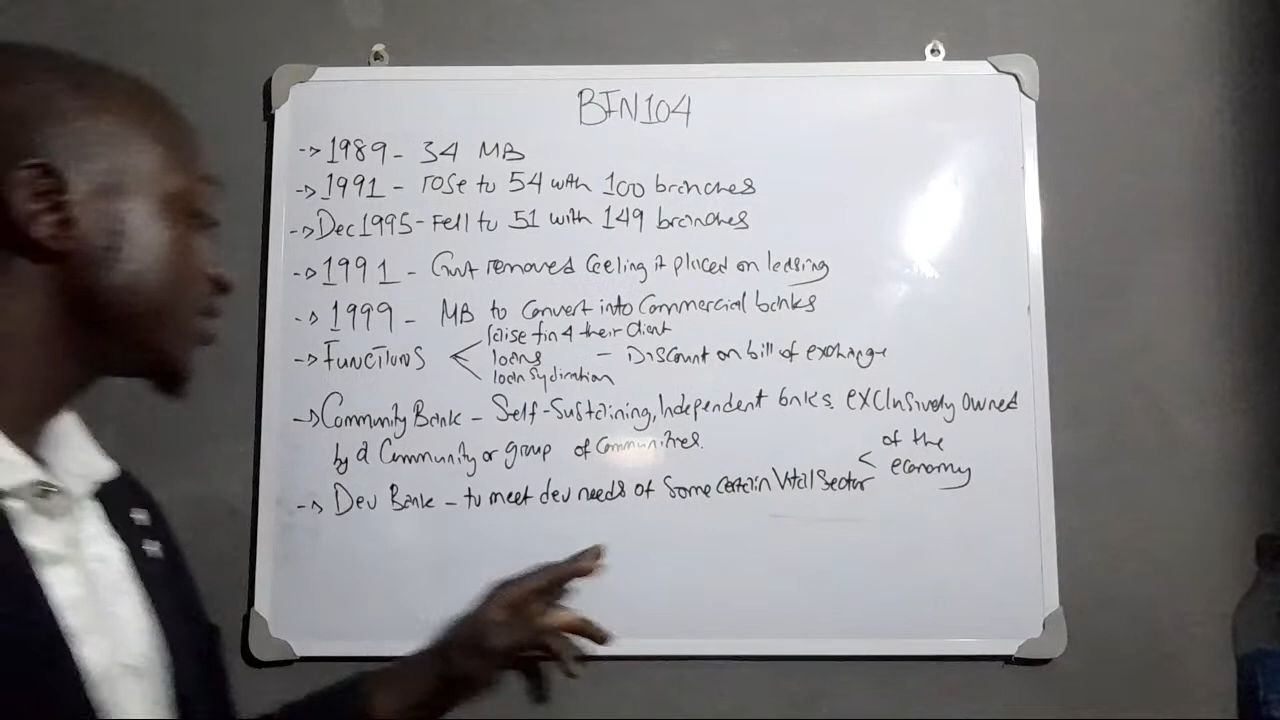 BFN104
-> 1989 - 34 MB
-> 1991 - rose to 54 with 100 branches
-> Dec 1995 - Fell to 51 with 149 branches
-> 1991 - Gvt removed Ceeling it placed on leasing
-> 1999 - MB to Convert into Commercial banks
-> Functions < raise fin 4 their client
loans - Discount on bill of exchange
loan Sydication
-> Community Bank - Self-Sustaining, Independent bnks. exclusively owned
by a Community or group of Communities.
-> Dev Bank - to meet dev needs of Some Certain Vital Sector < of the
economy